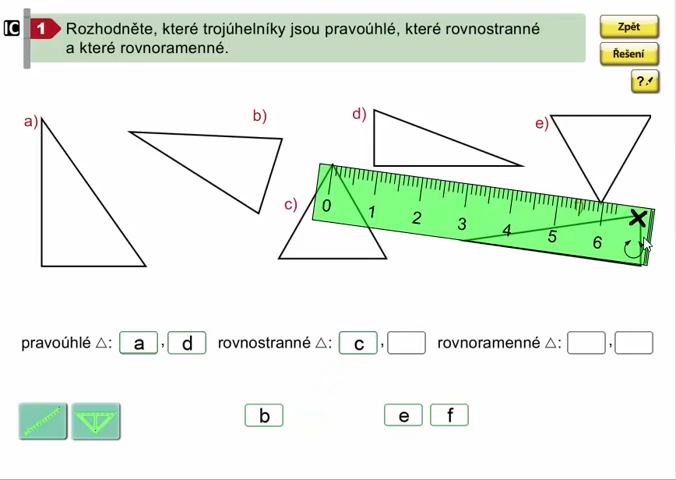 IC 1 Rozhodněte, které trojúhelníky jsou pravoúhlé, které rovnostranné
a které rovnoramenné.
Zpět
Řešení
?
a)
b)
d)
e)
c)
f)
0 1 2 3 4 5 6
pravoúhlé △: a , d rovnostranné △: c , rovnoramenné △: ,
b e f